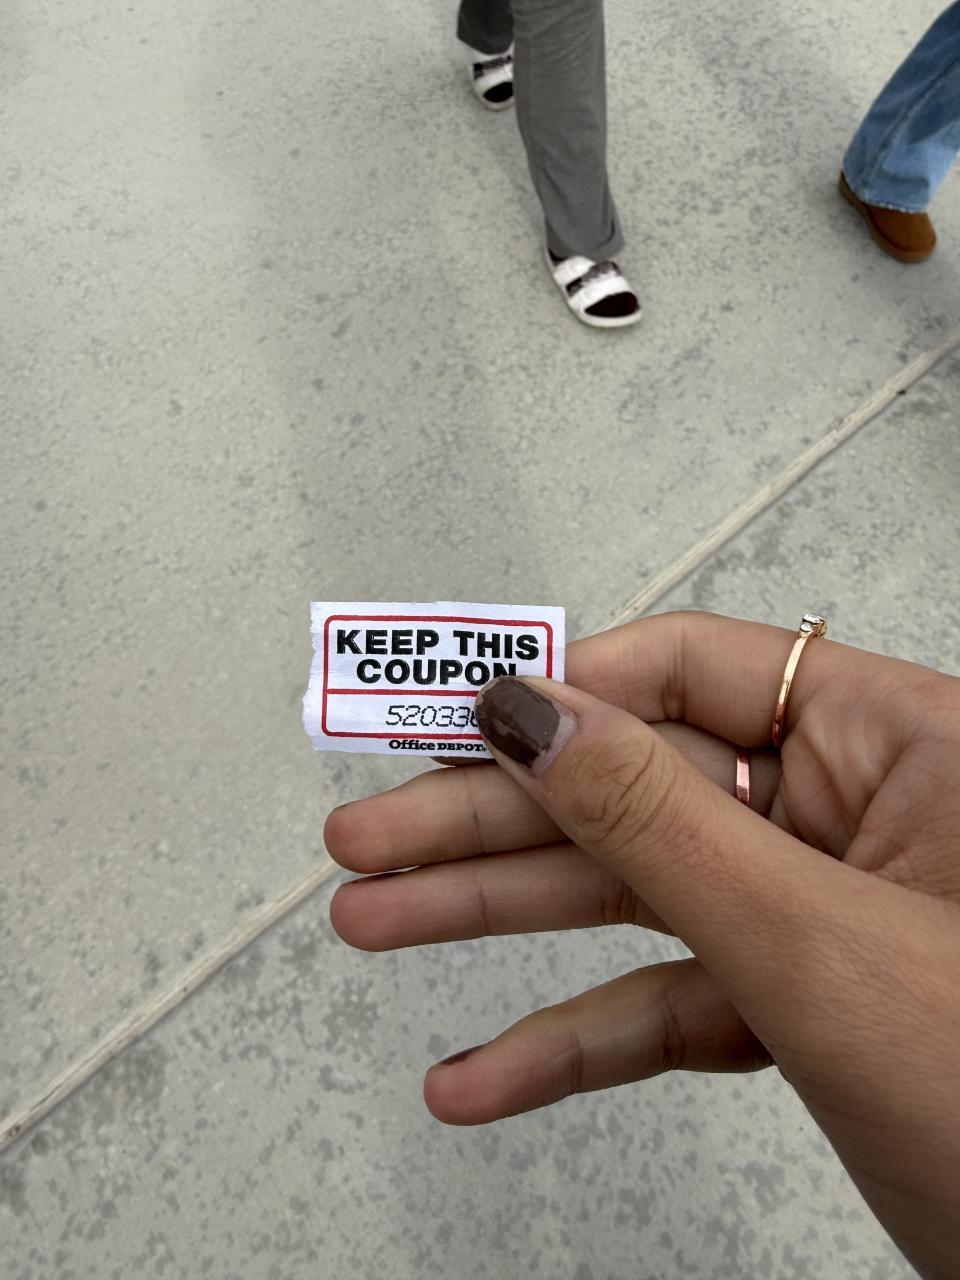 KEEP THIS
COUPON
52033
Office DEPOT